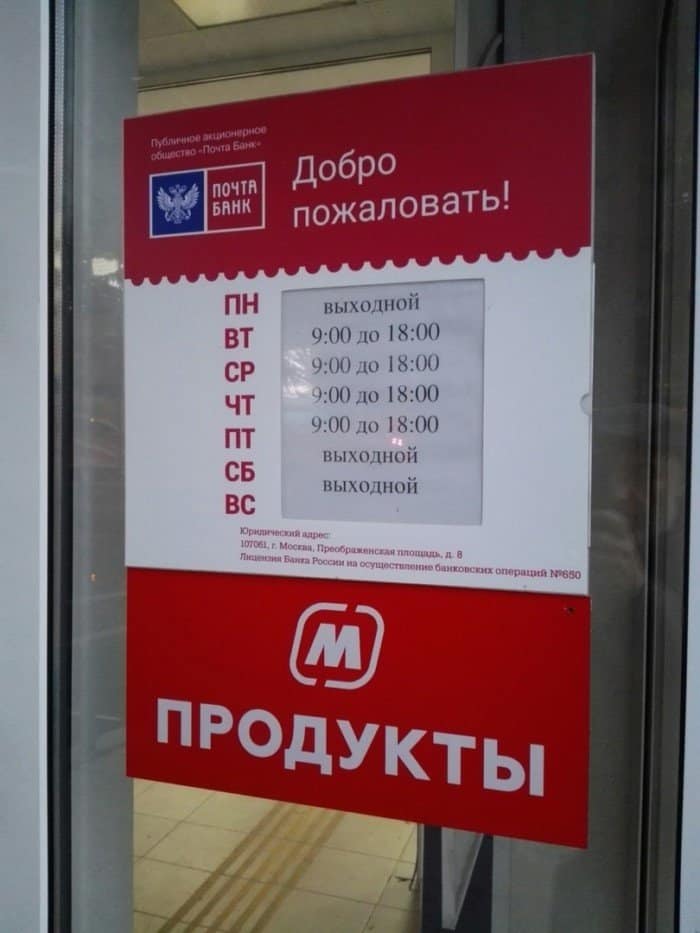 Публичное акционерное
общество «Почта Банк»
ПОЧТА
БАНК
Добро
пожаловать!
ПН выходной
ВТ 9:00 до 18:00
СР 9:00 до 18:00
ЧТ 9:00 до 18:00
ПТ 9:00 до 18:00
СБ выходной
ВС выходной
Юридический адрес:
107061, г. Москва, Преображенская площадь, д. 8
Лицензия Банка России на осуществление банковских операций №650
М
ПРОДУКТЫ